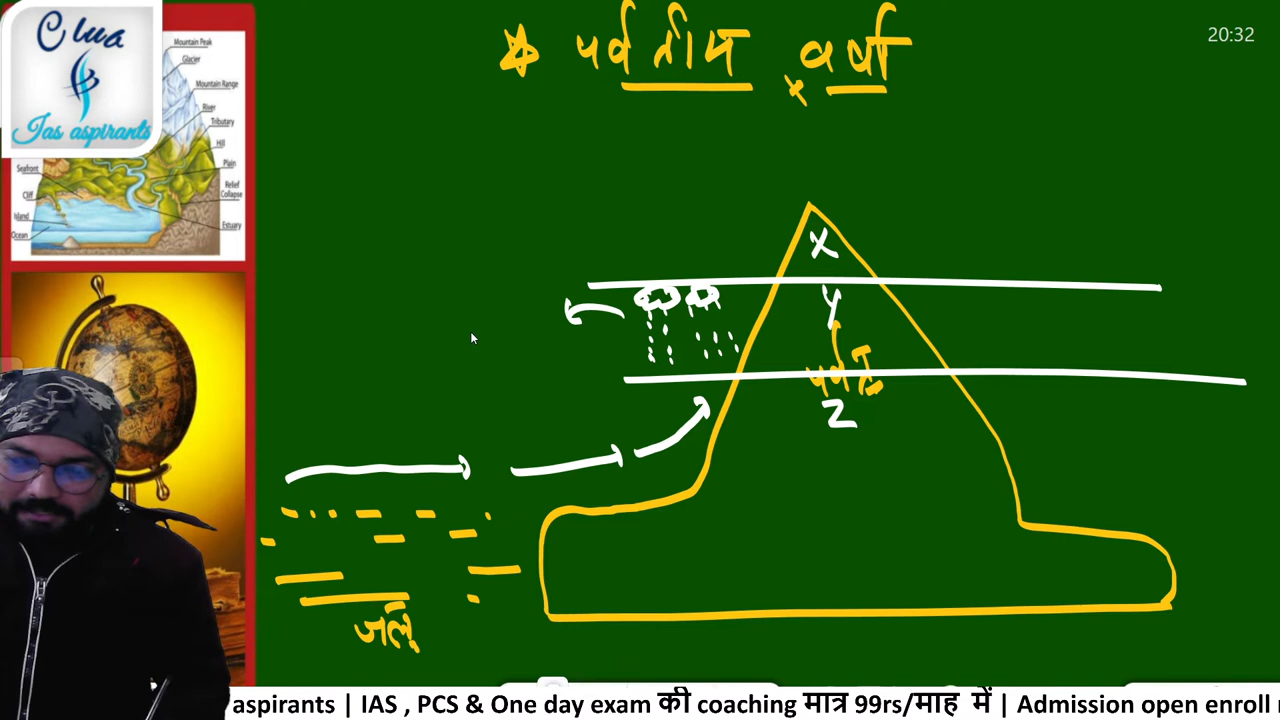 Clua
Ias aspirants
Mountain Peak
Glacier
Mountain Range
River
Tributary
Hill
Plain
Relief
Collapse
Estuary
Seafront
Cliff
Island
Ocean
* पर्वतीय वर्षा
20:32
X
Y
पर्वत
Z
जल
aspirants | IAS , PCS & One day exam की coaching मात्र 99rs/माह में | Admission open enroll